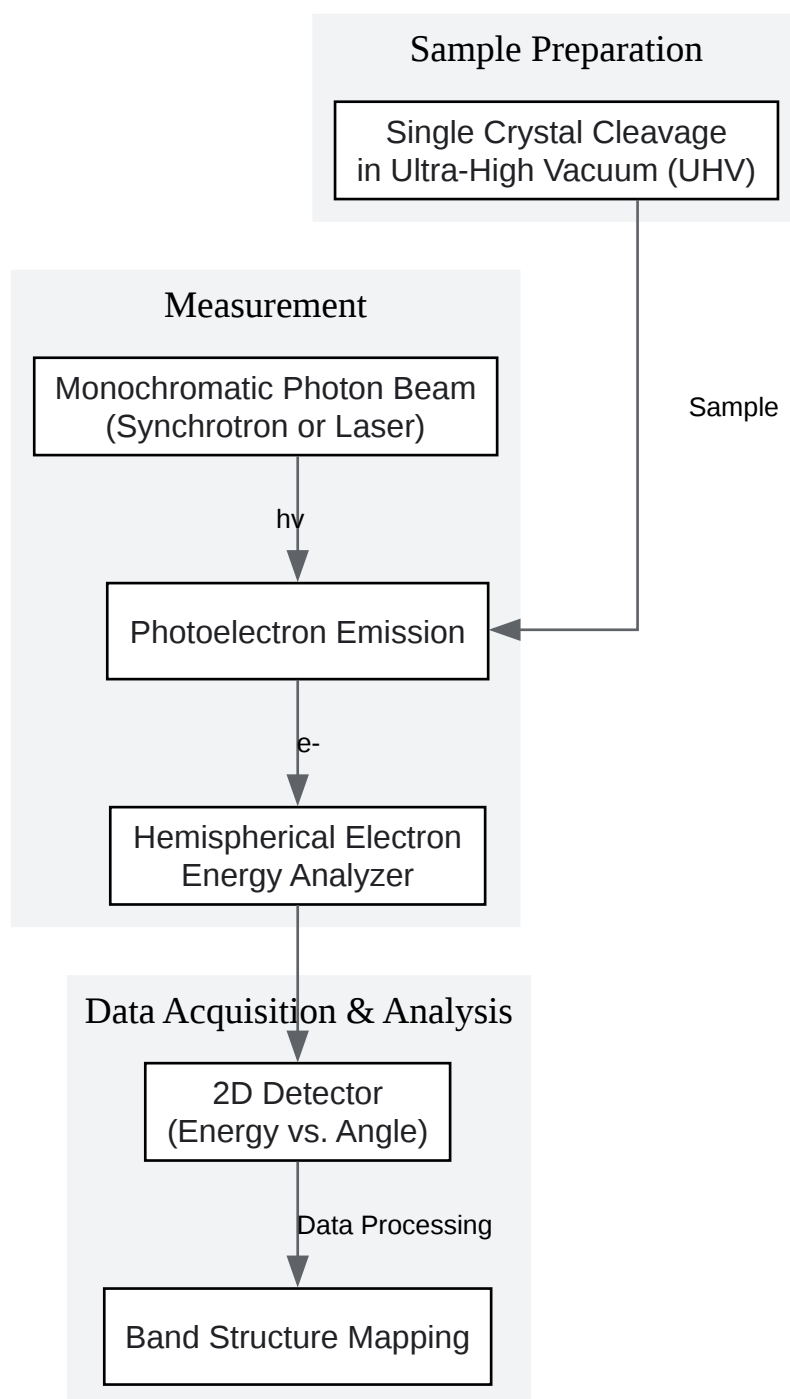 Sample Preparation
Single Crystal Cleavage
in Ultra-High Vacuum (UHV)
Measurement
Monochromatic Photon Beam
(Synchrotron or Laser)
Sample
hv
Photoelectron Emission
e-
Hemispherical Electron
Energy Analyzer
Data Acquisition & Analysis
2D Detector
(Energy vs. Angle)
Data Processing
Band Structure Mapping